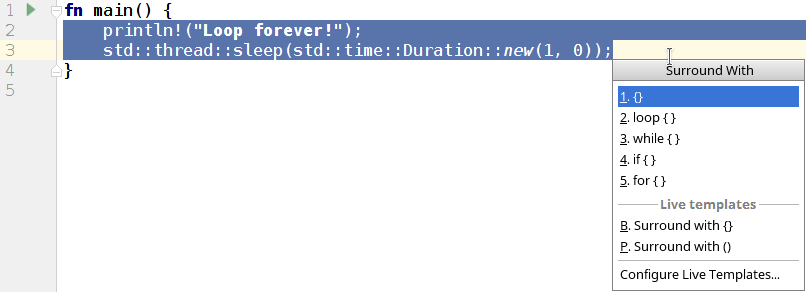 1 fn main() {
2 println!("Loop forever!");
3 std::thread::sleep(std::time::Duration::new(1, 0));
4 }
5
Surround With
1. {}
2. loop { }
3. while { }
4. if { }
5. for { }
Live templates
B. Surround with {}
P. Surround with ()
Configure Live Templates...